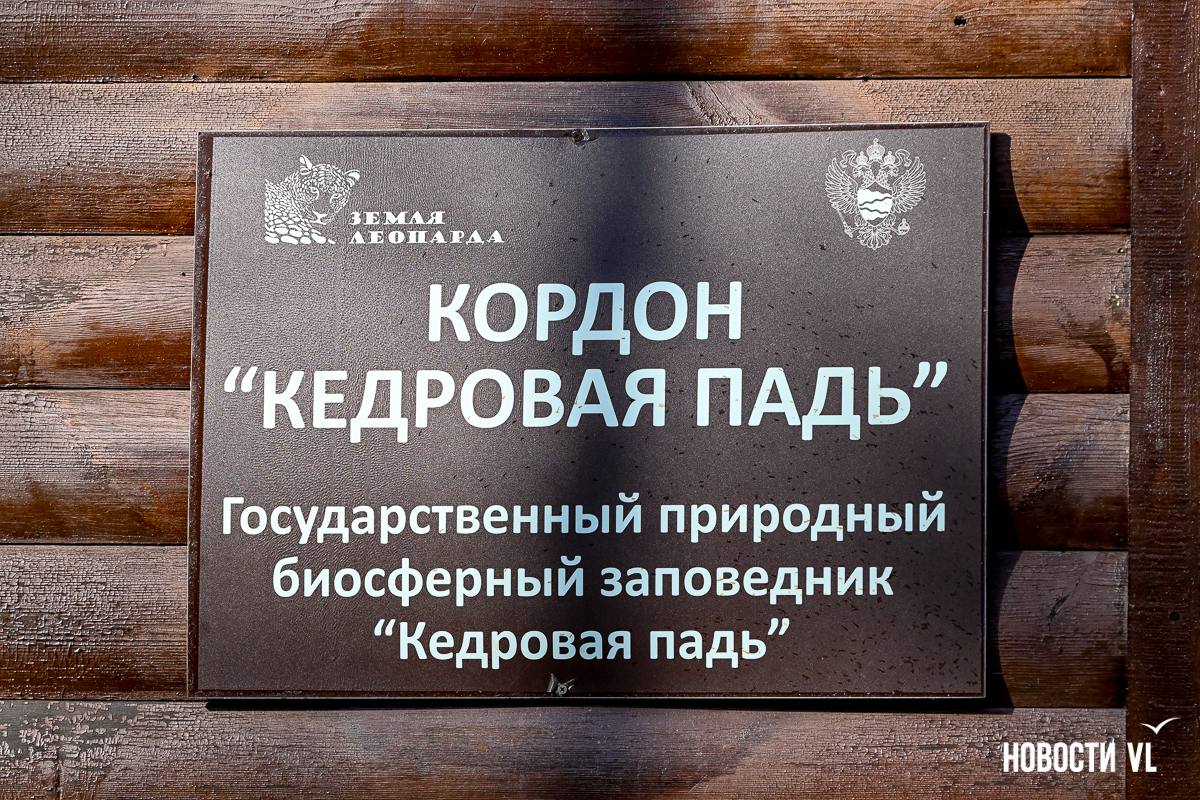 ЗЕМЛЯ
ЛЕОПАРДА
КОРДОН
“КЕДРОВАЯ ПАДЬ”
Государственный природный
биосферный заповедник
“Кедровая падь”
НОВОСТИ VL